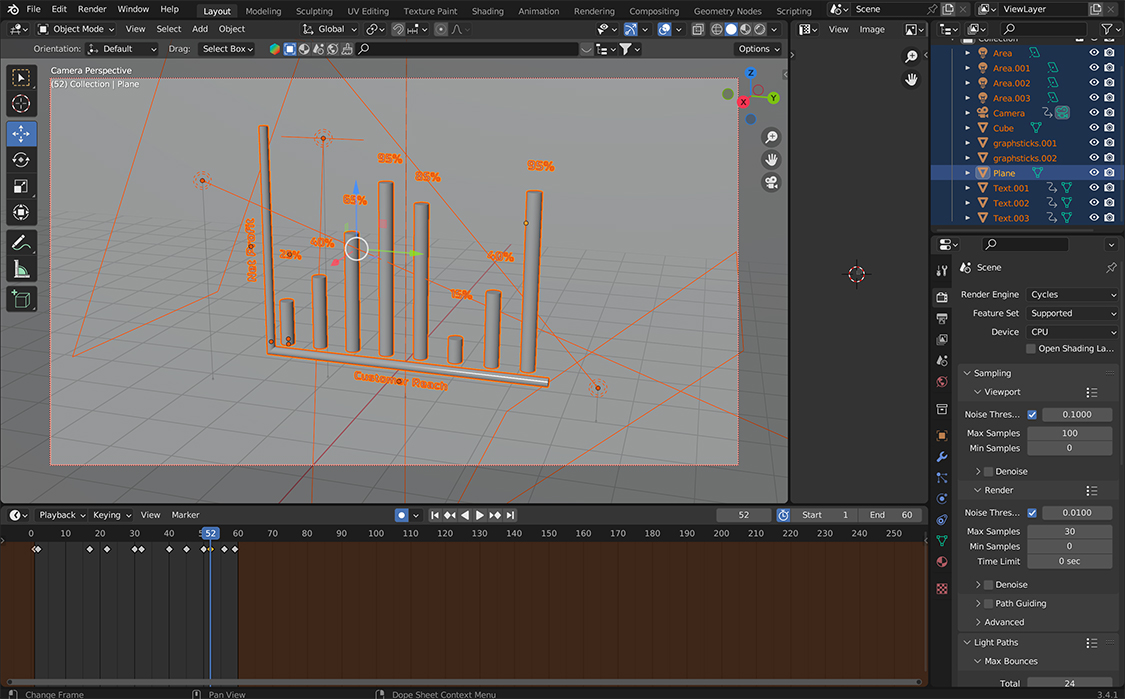 File Edit Render Window Help Layout Modeling Sculpting UV Editing Texture Paint Shading Animation Rendering Compositing Geometry Nodes Scripting Scene ViewLayer
Object Mode View Select Add Object Global View Image
Orientation: Default Drag: Select Box Options
Camera Perspective
(52) Collection | Plane
Z
Y
X
95%
85%
95%
65%
40%
20%
40%
15%
Customer Reach
Collection
Area
Area.001
Area.002
Area.003
Camera
Cube
graphsticks.001
graphsticks.002
Plane
Text.001
Text.002
Text.003
Scene
Render Engine Cycles
Feature Set Supported
Device CPU
Open Shading La...
Sampling
Viewport
Noise Thres... 0.1000
Max Samples 100
Min Samples 0
Denoise
Render
Noise Thres... 0.0100
Max Samples 30
Min Samples 0
Time Limit 0 sec
Denoise
Path Guiding
Advanced
Light Paths
Max Bounces
Total 24
Playback Keying View Marker 52 Start 1 End 60
0 10 20 30 40 52 60 70 80 90 100 110 120 130 140 150 160 170 180 190 200 210 220 230 240 250
Change Frame Pan View Dope Sheet Context Menu 3.4.1